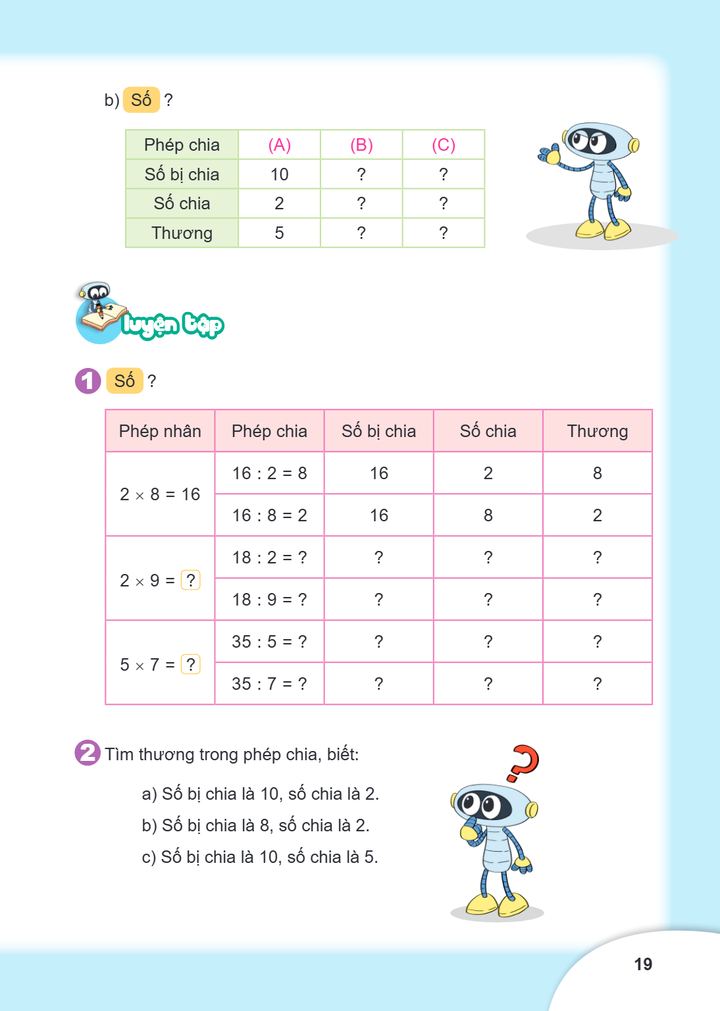 b) Số ?
Phép chia (A) (B) (C)
Số bị chia 10 ? ?
Số chia 2 ? ?
Thương 5 ? ?
luyện tập
1 Số ?
Phép nhân Phép chia Số bị chia Số chia Thương
2 × 8 = 16
16 : 2 = 8 16 2 8
16 : 8 = 2 16 8 2
2 × 9 = ?
18 : 2 = ? ? ? ?
18 : 9 = ? ? ? ?
5 × 7 = ?
35 : 5 = ? ? ? ?
35 : 7 = ? ? ? ?
2 Tìm thương trong phép chia, biết:
?
a) Số bị chia là 10, số chia là 2.
b) Số bị chia là 8, số chia là 2.
c) Số bị chia là 10, số chia là 5.
19